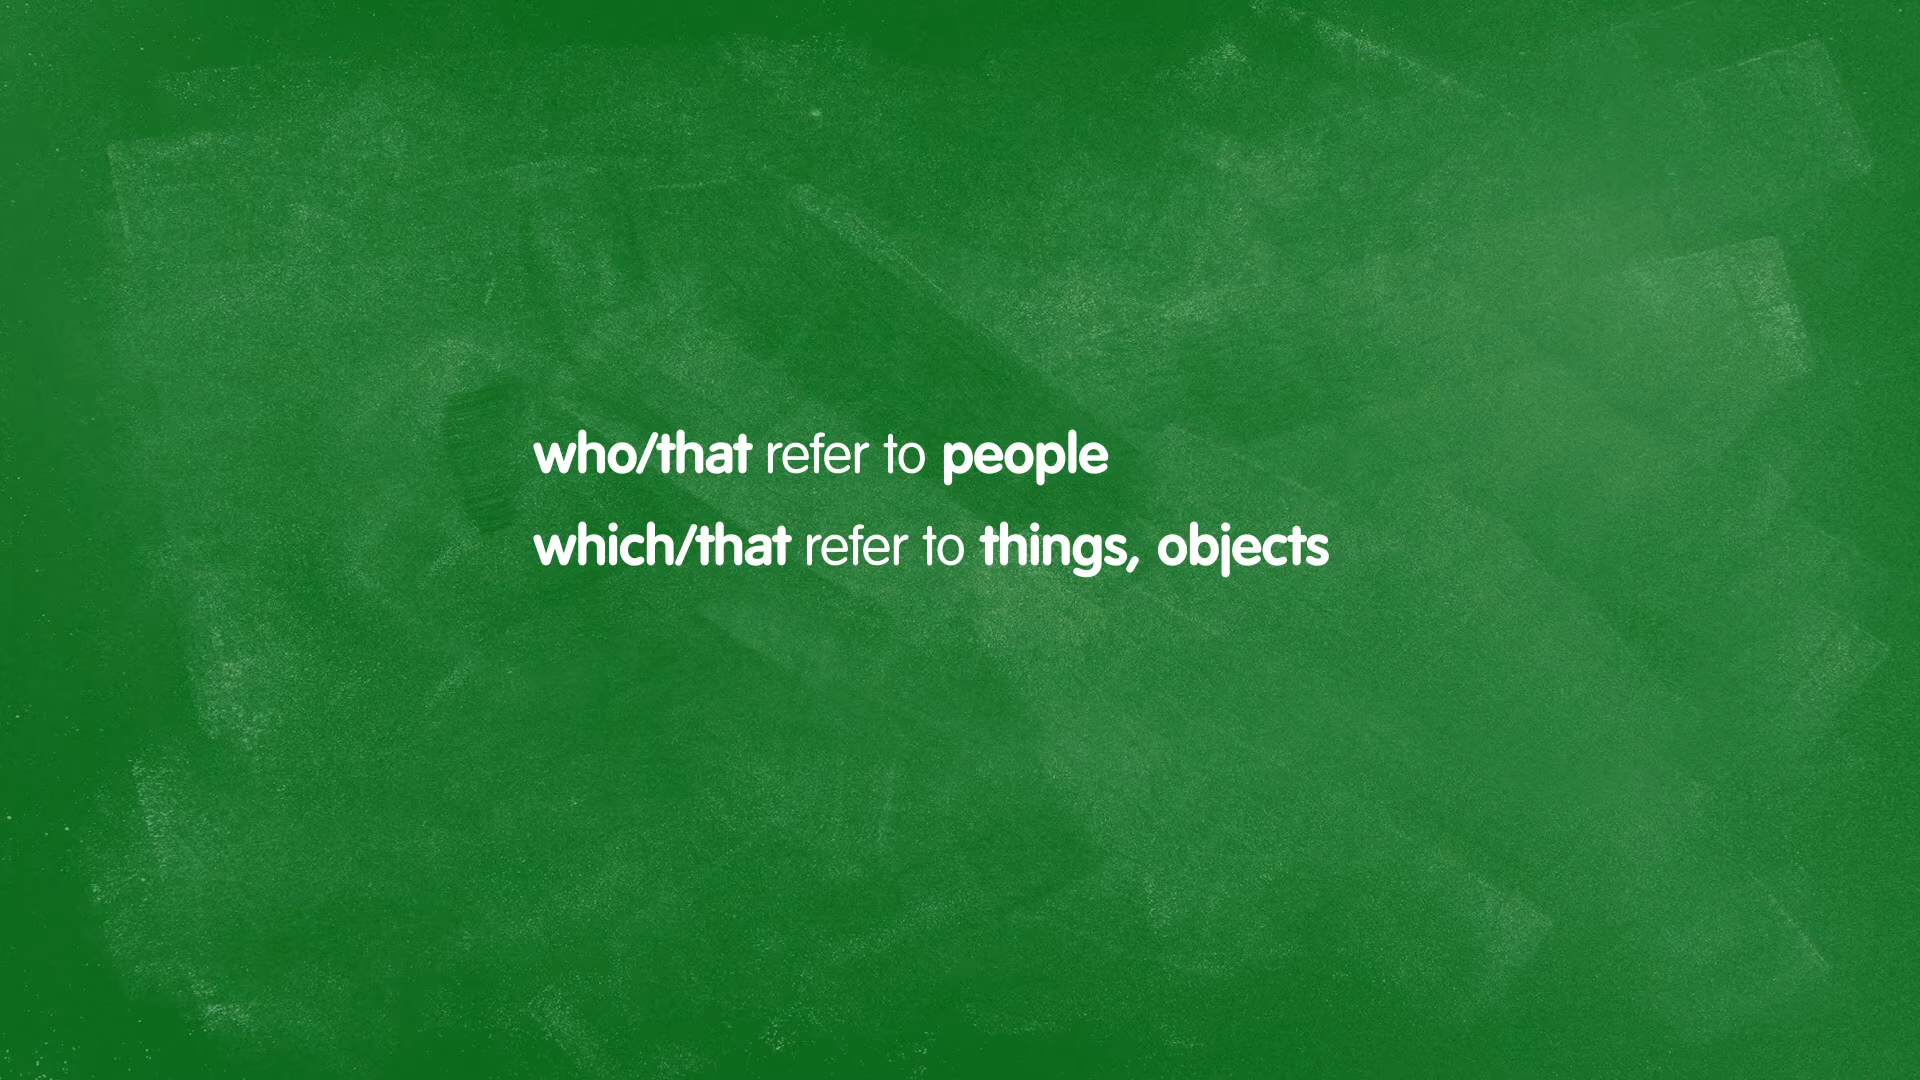 who/that refer to people
which/that refer to things, objects